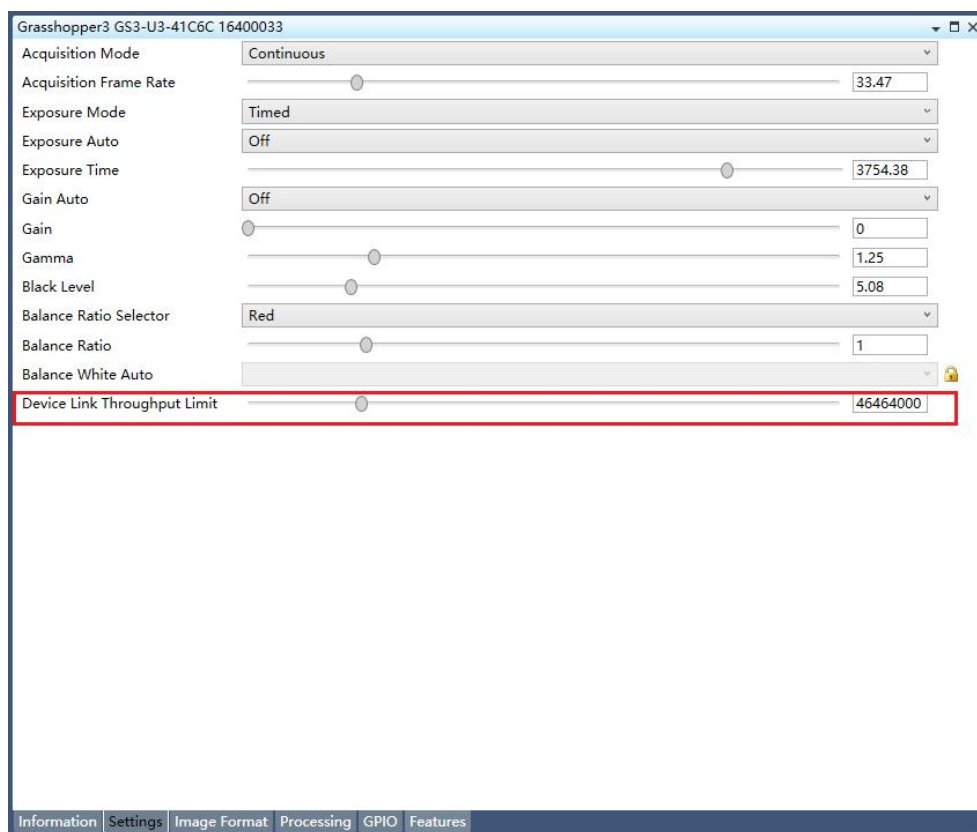 Grasshopper3 GS3-U3-41C6C 16400033
Acquisition Mode Continuous
Acquisition Frame Rate 33.47
Exposure Mode Timed
Exposure Auto Off
Exposure Time 3754.38
Gain Auto Off
Gain 0
Gamma 1.25
Black Level 5.08
Balance Ratio Selector Red
Balance Ratio 1
Balance White Auto
Device Link Throughput Limit 46464000
Information Settings Image Format Processing GPIO Features